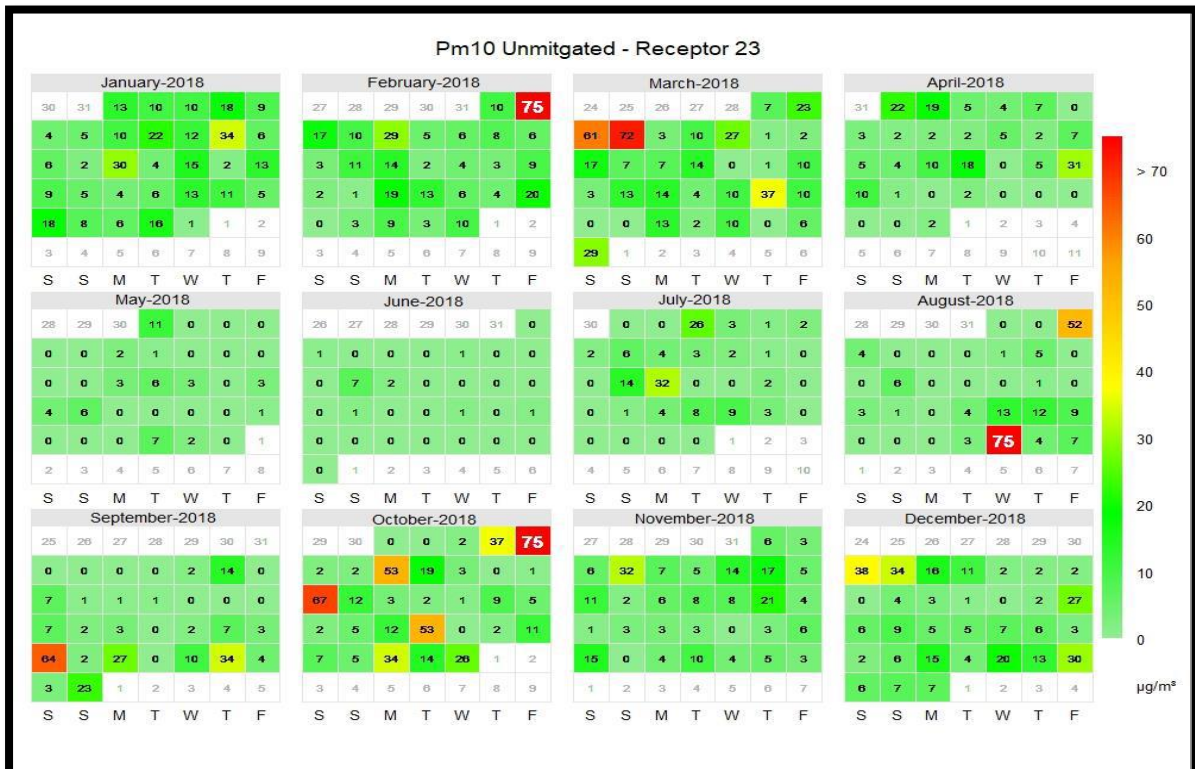 Pm10 Unmitgated - Receptor 23
January-2018 February-2018 March-2018 April-2018
30 31 13 10 10 18 9 27 28 29 30 31 10 75 24 25 26 27 28 7 23 31 22 19 5 4 7 0
4 5 10 22 12 34 6 17 10 29 5 6 8 6 61 72 3 10 27 1 2 3 2 2 2 5 2 7
6 2 30 4 15 2 13 3 11 14 2 4 3 9 17 7 7 14 0 1 10 5 4 10 18 0 5 31
9 5 4 6 13 11 5 2 1 19 13 6 4 20 3 13 14 4 10 37 10 10 1 0 2 0 0 0
18 8 6 16 1 1 2 0 3 9 3 10 1 2 0 0 13 2 10 0 6 0 0 2 1 2 3 4
3 4 5 6 7 8 9 3 4 5 6 7 8 9 29 1 2 3 4 5 6 5 6 7 8 9 10 11
S S M T W T F S S M T W T F S S M T W T F S S M T W T F
May-2018 June-2018 July-2018 August-2018
28 29 30 11 0 0 0 26 27 28 29 30 31 0 30 0 0 26 3 1 2 28 29 30 31 0 0 52
0 0 2 1 0 0 0 1 0 0 0 1 0 0 2 6 4 3 2 1 0 4 0 0 0 1 5 0
0 0 3 6 3 0 3 0 7 2 0 0 0 0 0 14 32 0 0 2 0 0 6 0 0 0 1 0
4 6 0 0 0 0 1 0 1 0 0 1 0 1 0 1 4 8 9 3 0 3 1 0 4 13 12 9
0 0 0 7 2 0 1 0 0 0 0 0 0 0 0 0 0 0 1 2 3 0 0 0 3 75 4 7
2 3 4 5 6 7 8 0 1 2 3 4 5 6 4 5 6 7 8 9 10 1 2 3 4 5 6 7
S S M T W T F S S M T W T F S S M T W T F S S M T W T F
September-2018 October-2018 November-2018 December-2018
25 26 27 28 29 30 31 29 30 0 0 2 37 75 27 28 29 30 31 6 3 24 25 26 27 28 29 30
0 0 0 0 2 14 0 2 2 53 19 3 0 1 6 32 7 5 14 17 5 38 34 16 11 2 2 2
7 1 1 1 0 0 0 67 12 3 2 1 9 5 11 2 6 8 8 21 4 0 4 3 1 0 2 27
7 2 3 0 2 7 3 2 5 12 53 0 2 11 1 3 3 3 0 3 6 6 9 5 5 7 6 3
64 2 27 0 10 34 4 7 5 34 14 26 1 2 15 0 4 10 4 5 3 2 6 15 4 20 13 30
3 23 1 2 3 4 5 3 4 5 6 7 8 9 1 2 3 4 5 6 7 6 7 7 1 2 3 4
S S M T W T F S S M T W T F S S M T W T F S S M T W T F
> 70
60
50
40
30
20
10
0
µg/m³